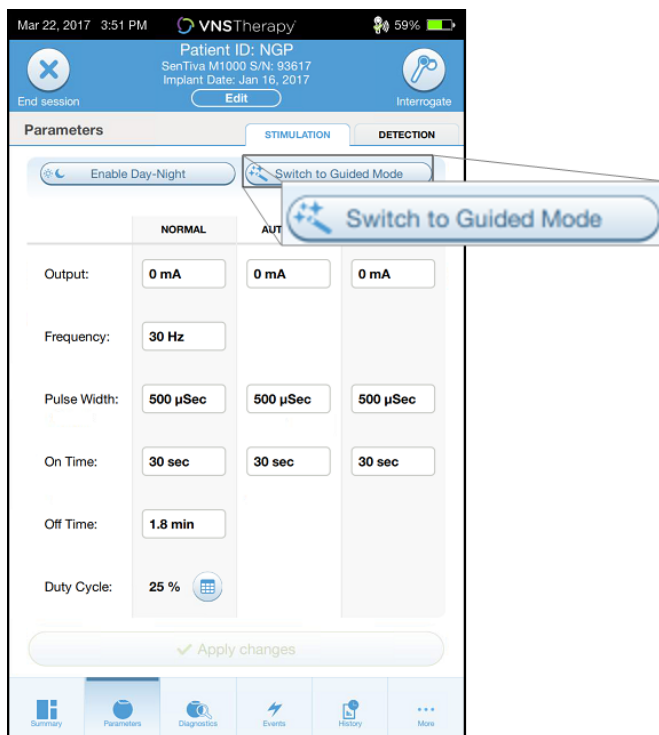 Mar 22, 2017 3:51 PM VNSTherapy 59%
Patient ID: NGP
SenTiva M1000 S/N: 93617
Implant Date: Jan 16, 2017
Edit
End session
Interrogate
Parameters STIMULATION DETECTION
Enable Day-Night Switch to Guided Mode
Switch to Guided Mode
NORMAL AUT
Output: 0 mA 0 mA 0 mA
Frequency: 30 Hz
Pulse Width: 500 µSec 500 µSec 500 µSec
On Time: 30 sec 30 sec 30 sec
Off Time: 1.8 min
Duty Cycle: 25 %
Apply changes
Summary Parameters Diagnostics Events History More